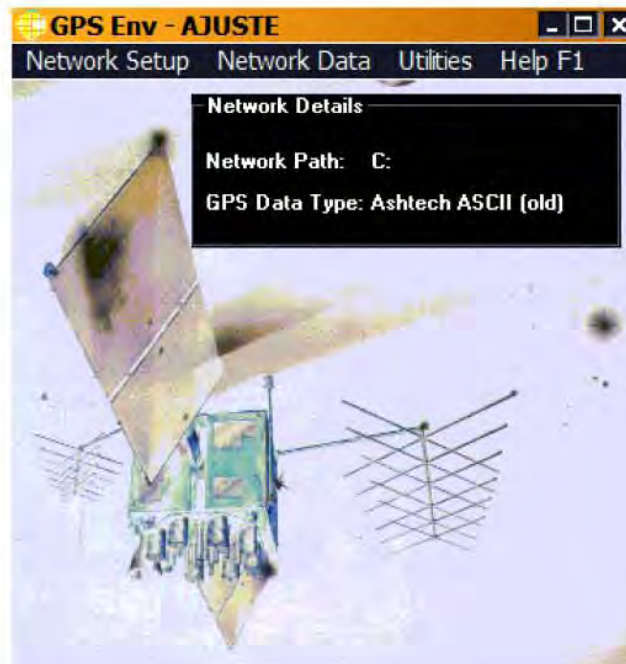 GPS Env - AJUSTE
Network Setup Network Data Utilities Help F1
Network Details
Network Path: C:
GPS Data Type: Ashtech ASCII (old)